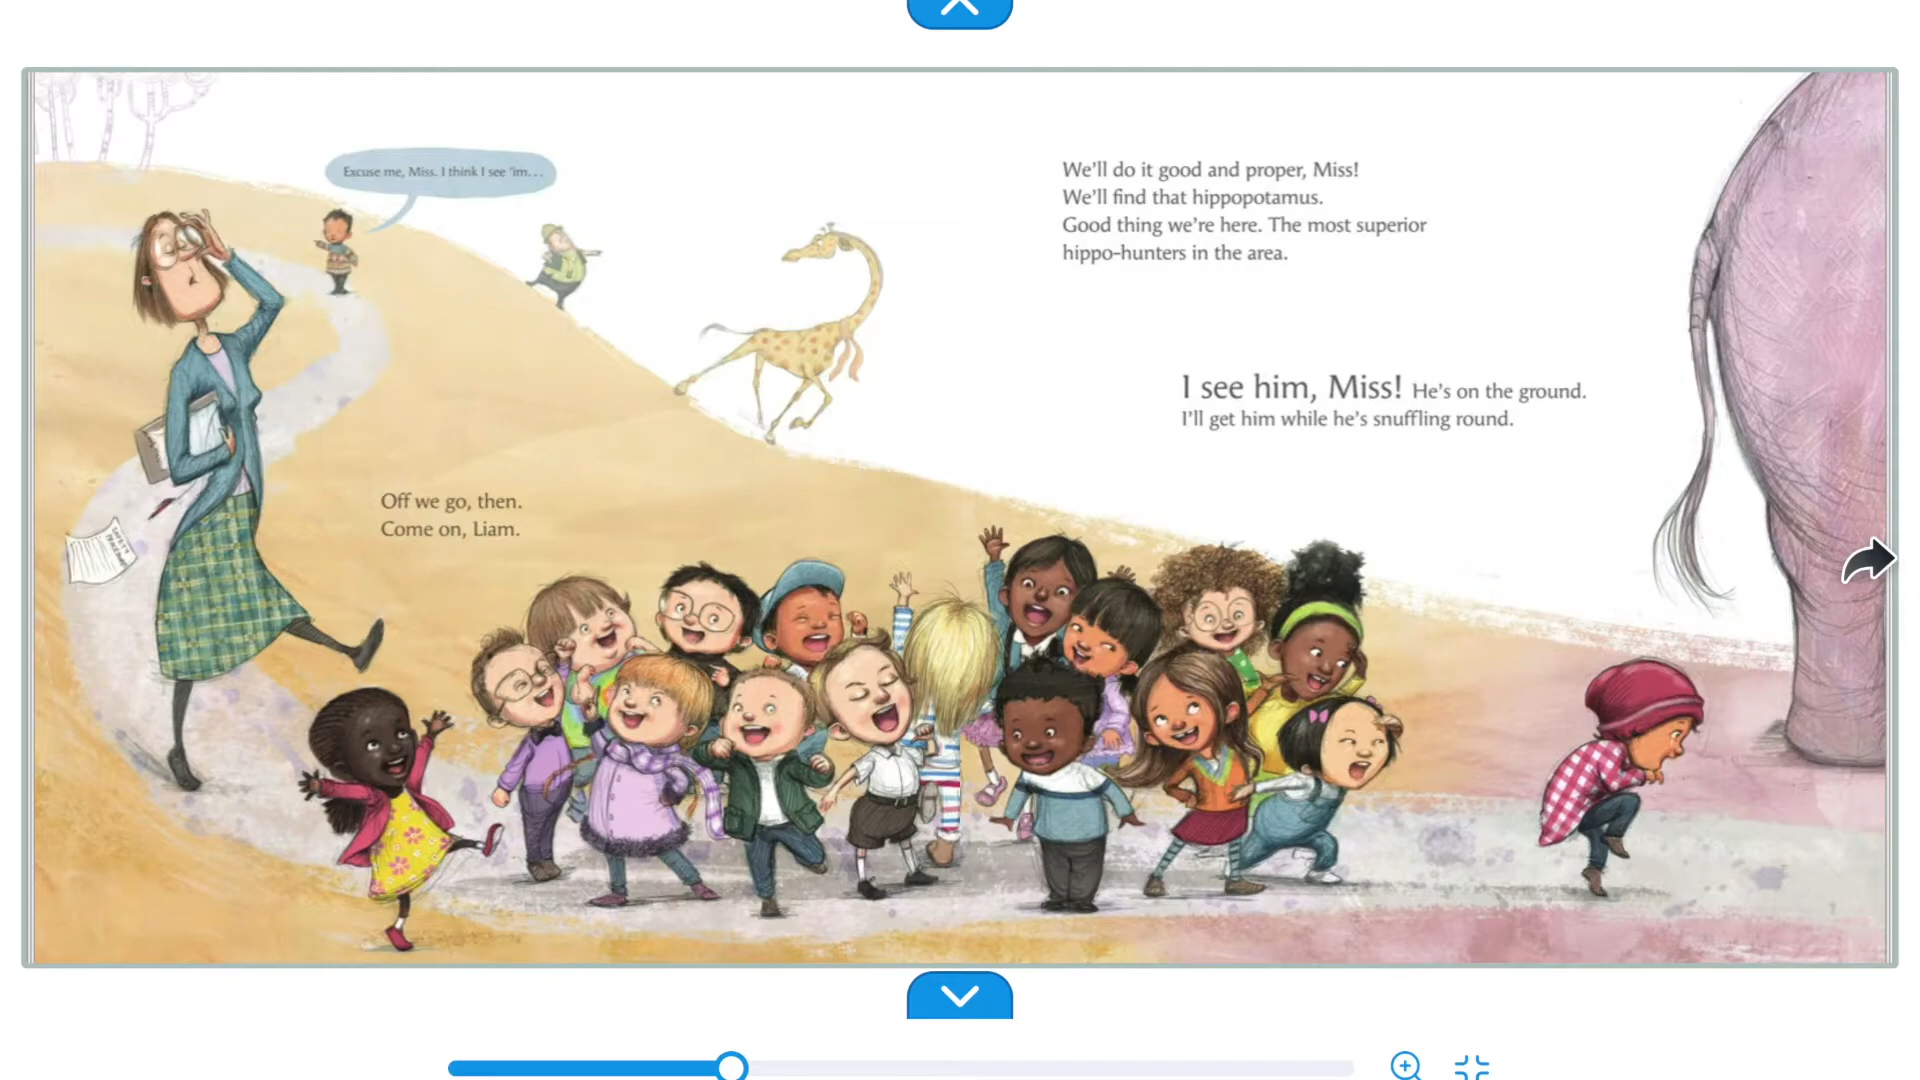 Excuse me, Miss. I think I see 'im...
We'll do it good and proper, Miss!
We'll find that hippopotamus.
Good thing we're here. The most superior
hippo-hunters in the area.
I see him, Miss! He's on the ground.
I'll get him while he's snuffling round.
Off we go, then.
Come on, Liam.